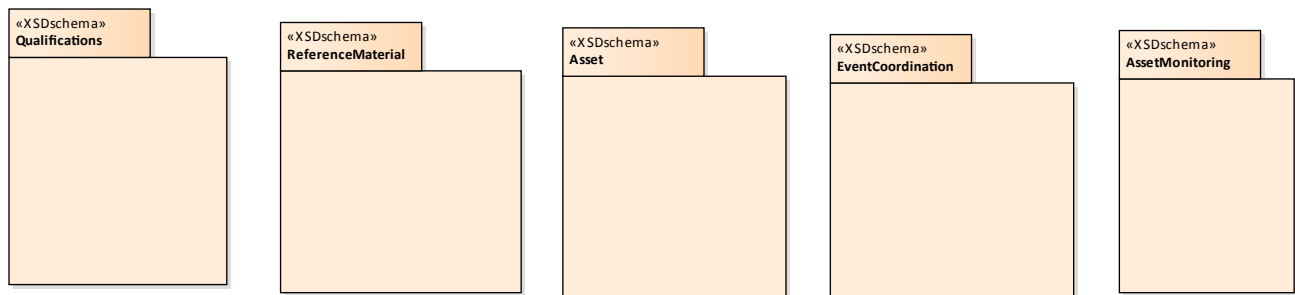 «XSDschema»
Qualifications
«XSDschema»
ReferenceMaterial
«XSDschema»
Asset
«XSDschema»
EventCoordination
«XSDschema»
AssetMonitoring